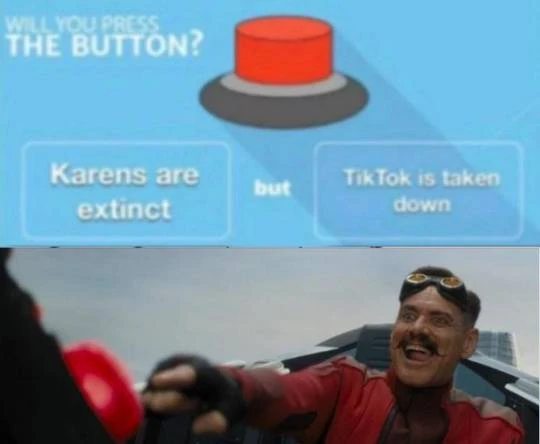 WILL YOU PRESS
THE BUTTON?
Karens are
extinct
but
TikTok is taken
down